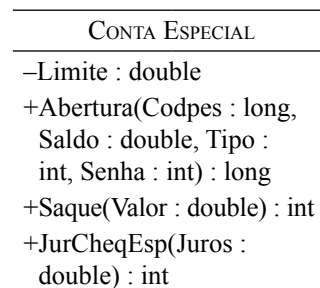 CONTA ESPECIAL
–Limite : double
+Abertura(Codpes : long,
Saldo : double, Tipo :
int, Senha : int) : long
+Saque(Valor : double) : int
+JurCheqEsp(Juros :
double) : int